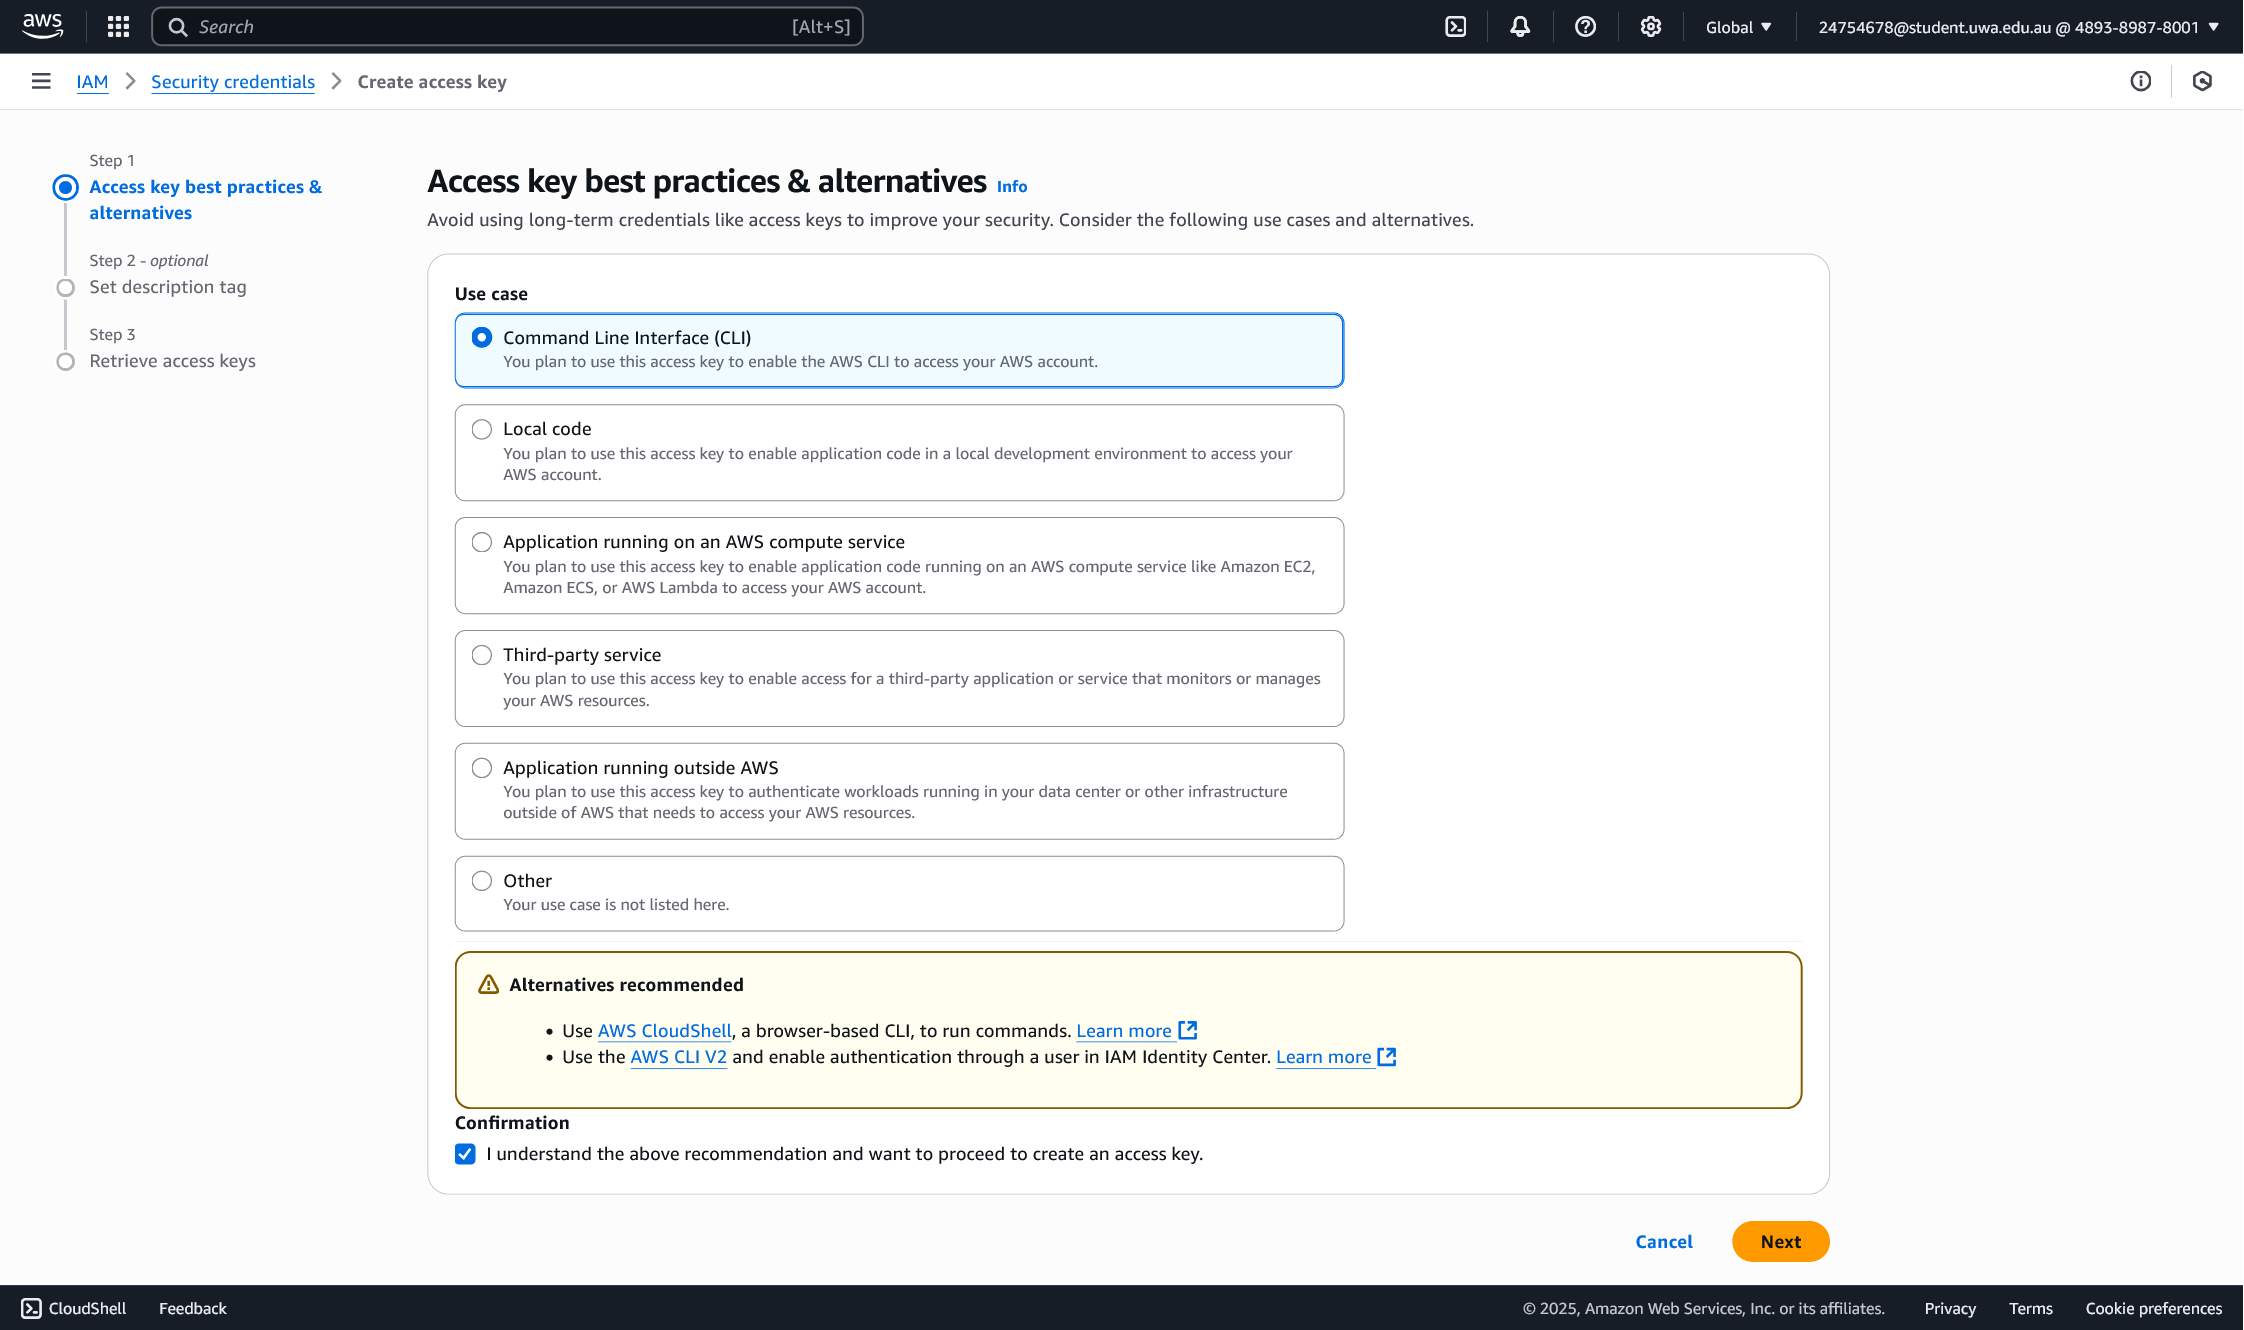 aws
Search [Alt+S]
Global
24754678@student.uwa.edu.au @ 4893-8987-8001
IAM
Security credentials
Create access key
Step 1
Access key best practices &
alternatives
Step 2 - optional
Set description tag
Step 3
Retrieve access keys
Access key best practices & alternatives Info
Avoid using long-term credentials like access keys to improve your security. Consider the following use cases and alternatives.
Use case
Command Line Interface (CLI)
You plan to use this access key to enable the AWS CLI to access your AWS account.
Local code
You plan to use this access key to enable application code in a local development environment to access your
AWS account.
Application running on an AWS compute service
You plan to use this access key to enable application code running on an AWS compute service like Amazon EC2,
Amazon ECS, or AWS Lambda to access your AWS account.
Third-party service
You plan to use this access key to enable access for a third-party application or service that monitors or manages
your AWS resources.
Application running outside AWS
You plan to use this access key to authenticate workloads running in your data center or other infrastructure
outside of AWS that needs to access your AWS resources.
Other
Your use case is not listed here.
Alternatives recommended
• Use AWS CloudShell, a browser-based CLI, to run commands. Learn more
• Use the AWS CLI V2 and enable authentication through a user in IAM Identity Center. Learn more
Confirmation
I understand the above recommendation and want to proceed to create an access key.
Cancel
Next
CloudShell
Feedback
© 2025, Amazon Web Services, Inc. or its affiliates.
Privacy
Terms
Cookie preferences